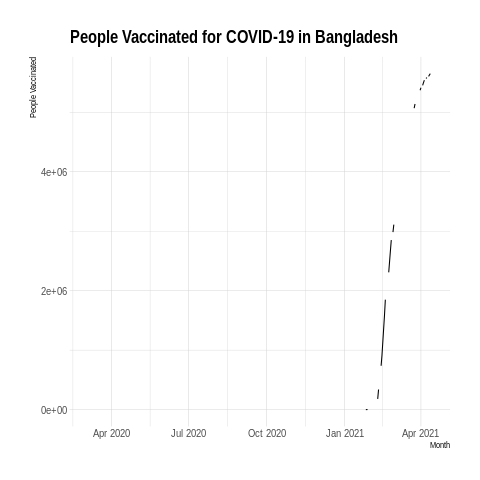 People Vaccinated for COVID-19 in Bangladesh
People Vaccinated
4e+06
2e+06
0e+00
Apr 2020 Jul 2020 Oct 2020 Jan 2021 Apr 2021
Month